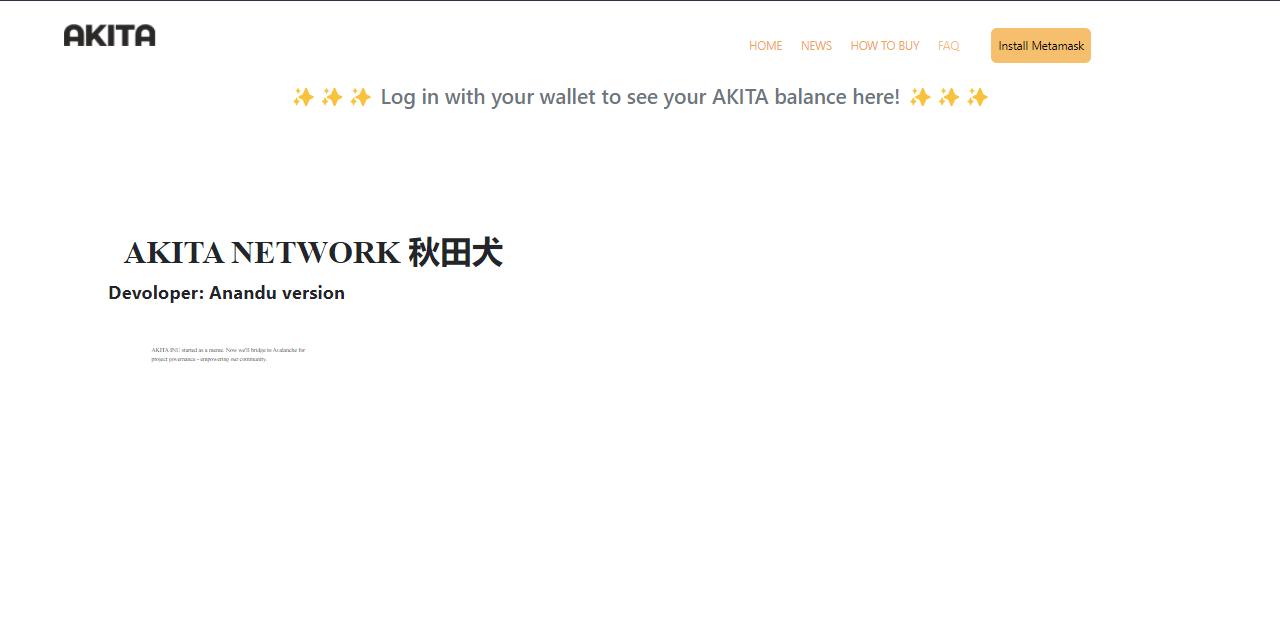 AKITA
HOME NEWS HOW TO BUY FAQ Install Metamask
✨ ✨ ✨ Log in with your wallet to see your AKITA balance here! ✨ ✨ ✨
AKITA NETWORK 秋田犬
Devoloper: Anandu version
AKITA INU started as a meme. Now we'll bridge to Avalanche for
project governance - empowering our community.